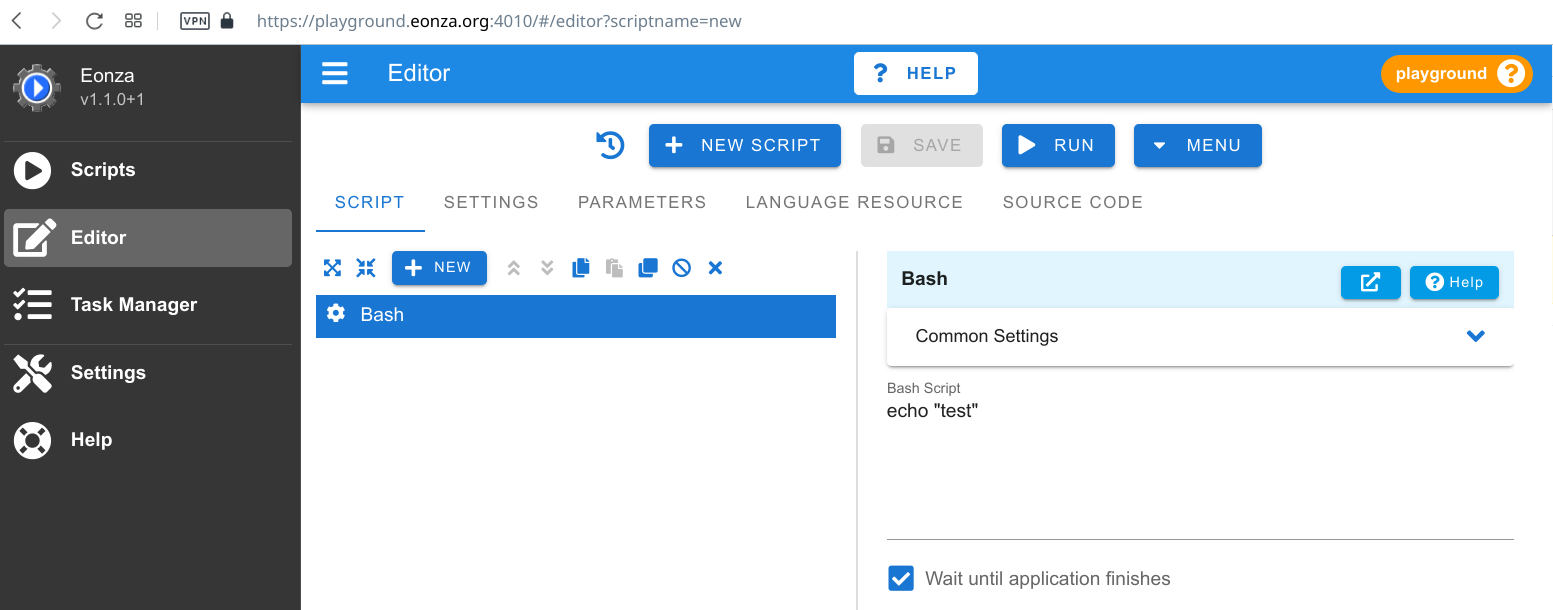 VPN https://playground.eonza.org:4010/#/editor?scriptname=new
Eonza
v1.1.0+1
Scripts
Editor
Task Manager
Settings
Help
Editor
? HELP
playground ?
NEW SCRIPT
SAVE
RUN
MENU
SCRIPT SETTINGS PARAMETERS LANGUAGE RESOURCE SOURCE CODE
NEW
Bash
Bash
? Help
Common Settings
Bash Script
echo "test"
Wait until application finishes